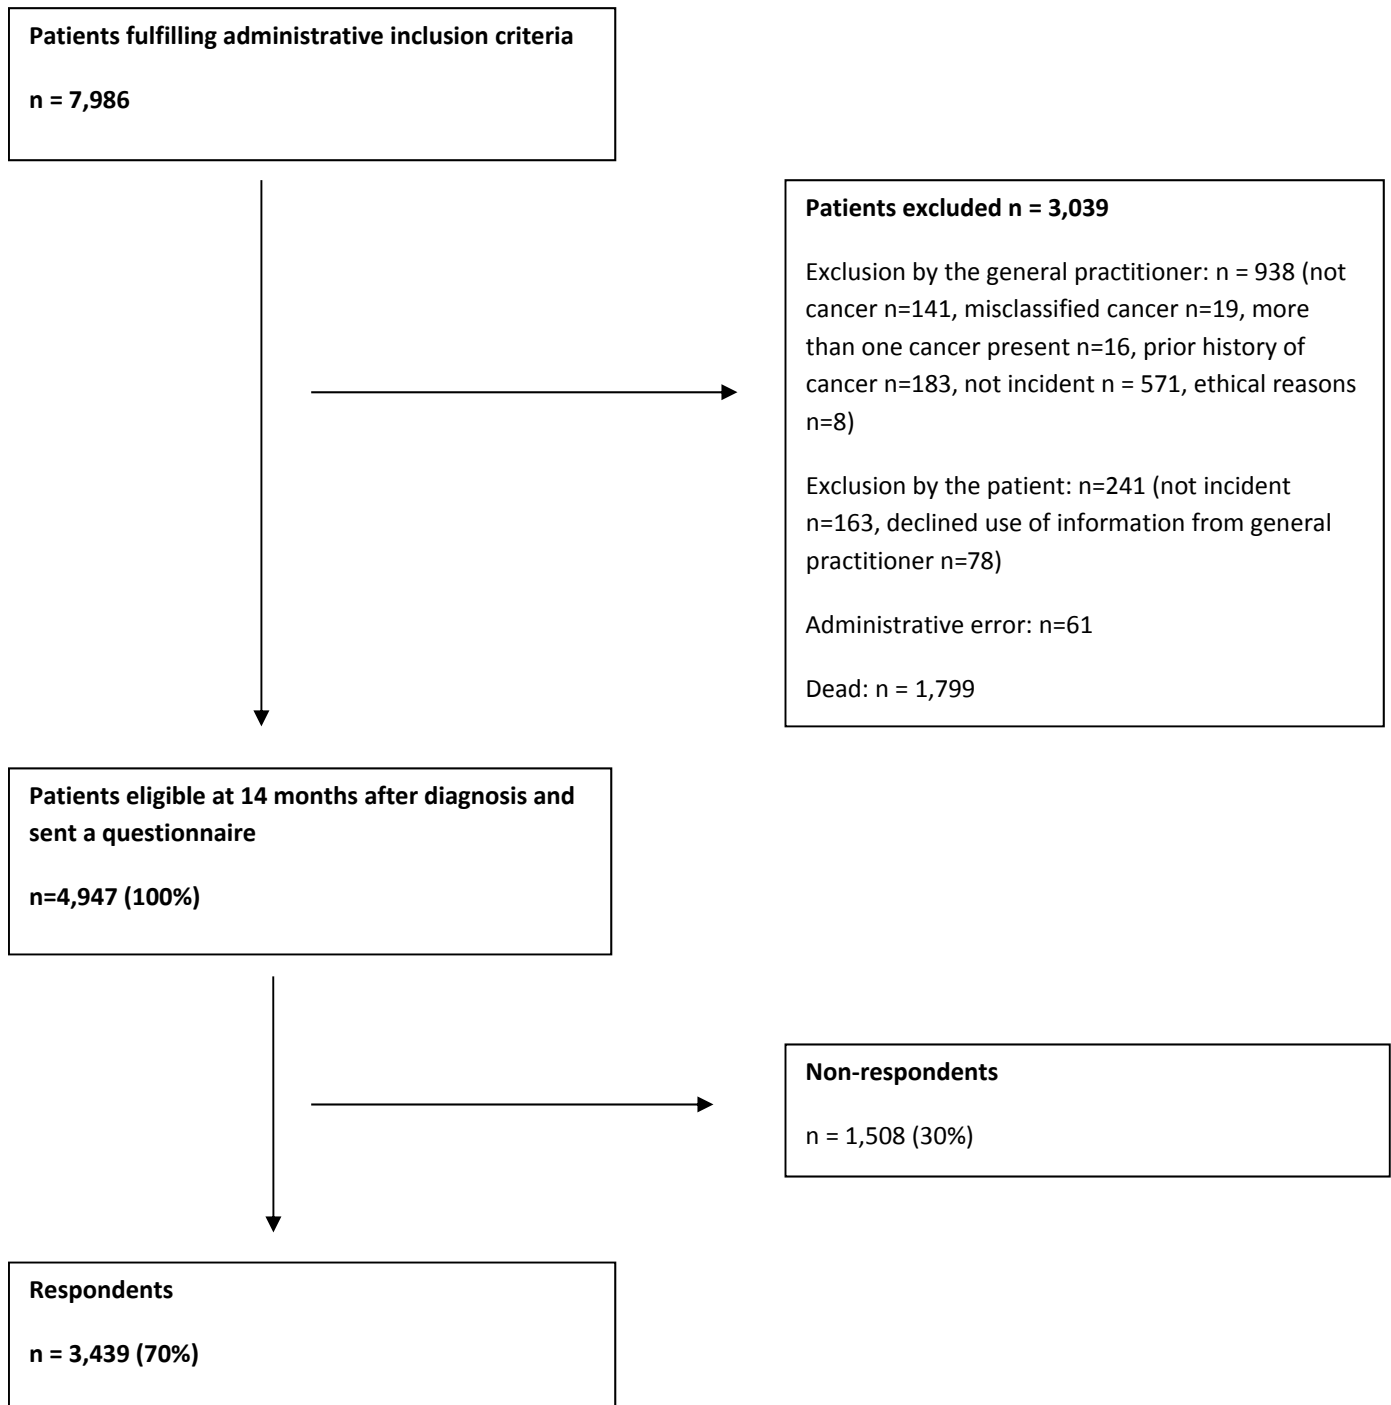 Patients fulfilling administrative inclusion criteria
n = 7,986
Patients excluded n = 3,039
Exclusion by the general practitioner: n = 938 (not
cancer n=141, misclassified cancer n=19, more
than one cancer present n=16, prior history of
cancer n=183, not incident n = 571, ethical reasons
n=8)
Exclusion by the patient: n=241 (not incident
n=163, declined use of information from general
practitioner n=78)
Administrative error: n=61
Dead: n = 1,799
Patients eligible at 14 months after diagnosis and
sent a questionnaire
n=4,947 (100%)
Non-respondents
n = 1,508 (30%)
Respondents
n = 3,439 (70%)